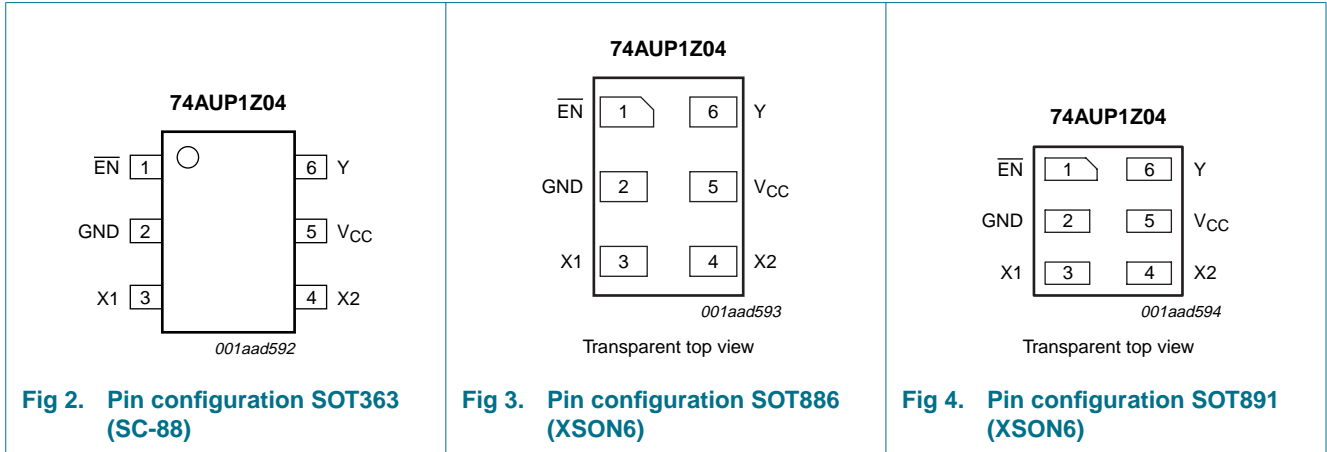 74AUP1Z04
EN 1 6 Y
GND 2 5 VCC
X1 3 4 X2
001aad592
Fig 2. Pin configuration SOT363
(SC-88)
74AUP1Z04
EN 1 6 Y
GND 2 5 VCC
X1 3 4 X2
001aad593
Transparent top view
Fig 3. Pin configuration SOT886
(XSON6)
74AUP1Z04
EN 1 6 Y
GND 2 5 VCC
X1 3 4 X2
001aad594
Transparent top view
Fig 4. Pin configuration SOT891
(XSON6)